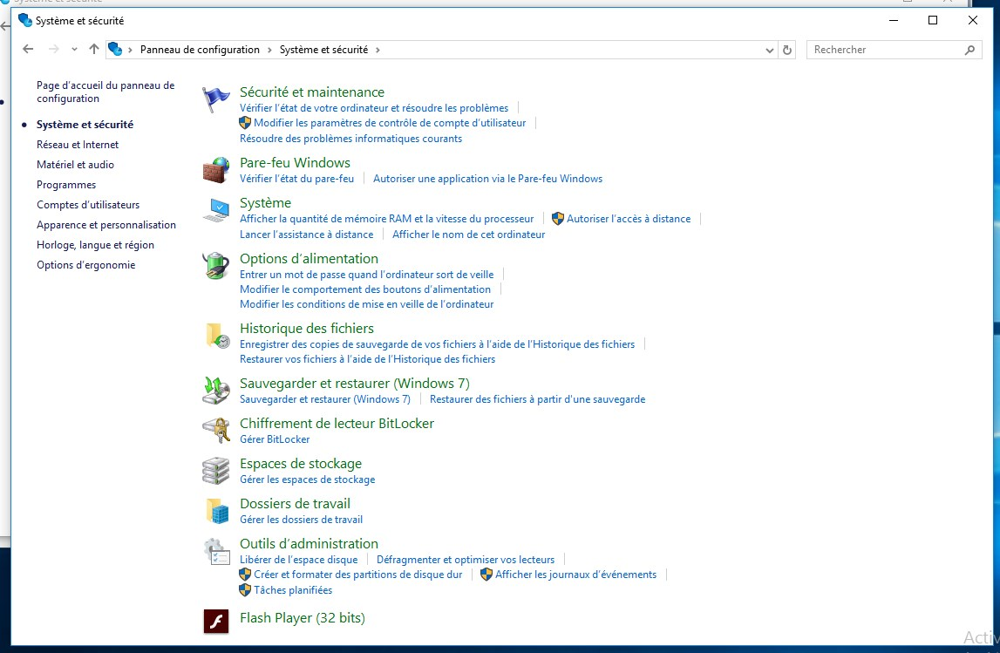 Système et sécurité
Système et sécurité
Panneau de configuration > Système et sécurité >
Rechercher
Page d'accueil du panneau de
configuration
Système et sécurité
Réseau et Internet
Matériel et audio
Programmes
Comptes d'utilisateurs
Apparence et personnalisation
Horloge, langue et région
Options d'ergonomie
Sécurité et maintenance
Vérifier l'état de votre ordinateur et résoudre les problèmes
Modifier les paramètres de contrôle de compte d'utilisateur
Résoudre des problèmes informatiques courants
Pare-feu Windows
Vérifier l'état du pare-feu | Autoriser une application via le Pare-feu Windows
Système
Afficher la quantité de mémoire RAM et la vitesse du processeur | Autoriser l'accès à distance
Lancer l'assistance à distance | Afficher le nom de cet ordinateur
Options d'alimentation
Entrer un mot de passe quand l'ordinateur sort de veille
Modifier le comportement des boutons d'alimentation
Modifier les conditions de mise en veille de l'ordinateur
Historique des fichiers
Enregistrer des copies de sauvegarde de vos fichiers à l'aide de l'Historique des fichiers
Restaurer vos fichiers à l'aide de l'Historique des fichiers
Sauvegarder et restaurer (Windows 7)
Sauvegarder et restaurer (Windows 7) | Restaurer des fichiers à partir d'une sauvegarde
Chiffrement de lecteur BitLocker
Gérer BitLocker
Espaces de stockage
Gérer les espaces de stockage
Dossiers de travail
Gérer les dossiers de travail
Outils d'administration
Libérer de l'espace disque | Défragmenter et optimiser vos lecteurs
Créer et formater des partitions de disque dur | Afficher les journaux d'événements
Tâches planifiées
Flash Player (32 bits)
Activ